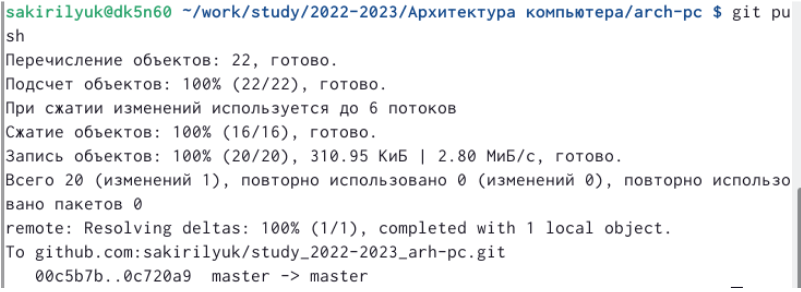 sakirilyuk@dk5n60 ~/work/study/2022-2023/Архитектура компьютера/arch-pc $ git pu
sh
Перечисление объектов: 22, готово.
Подсчет объектов: 100% (22/22), готово.
При сжатии изменений используется до 6 потоков
Сжатие объектов: 100% (16/16), готово.
Запись объектов: 100% (20/20), 310.95 КиБ | 2.80 МиБ/с, готово.
Всего 20 (изменений 1), повторно использовано 0 (изменений 0), повторно использо
вано пакетов 0
remote: Resolving deltas: 100% (1/1), completed with 1 local object.
To github.com:sakirilyuk/study_2022-2023_arh-pc.git
   00c5b7b..0c720a9  master -> master